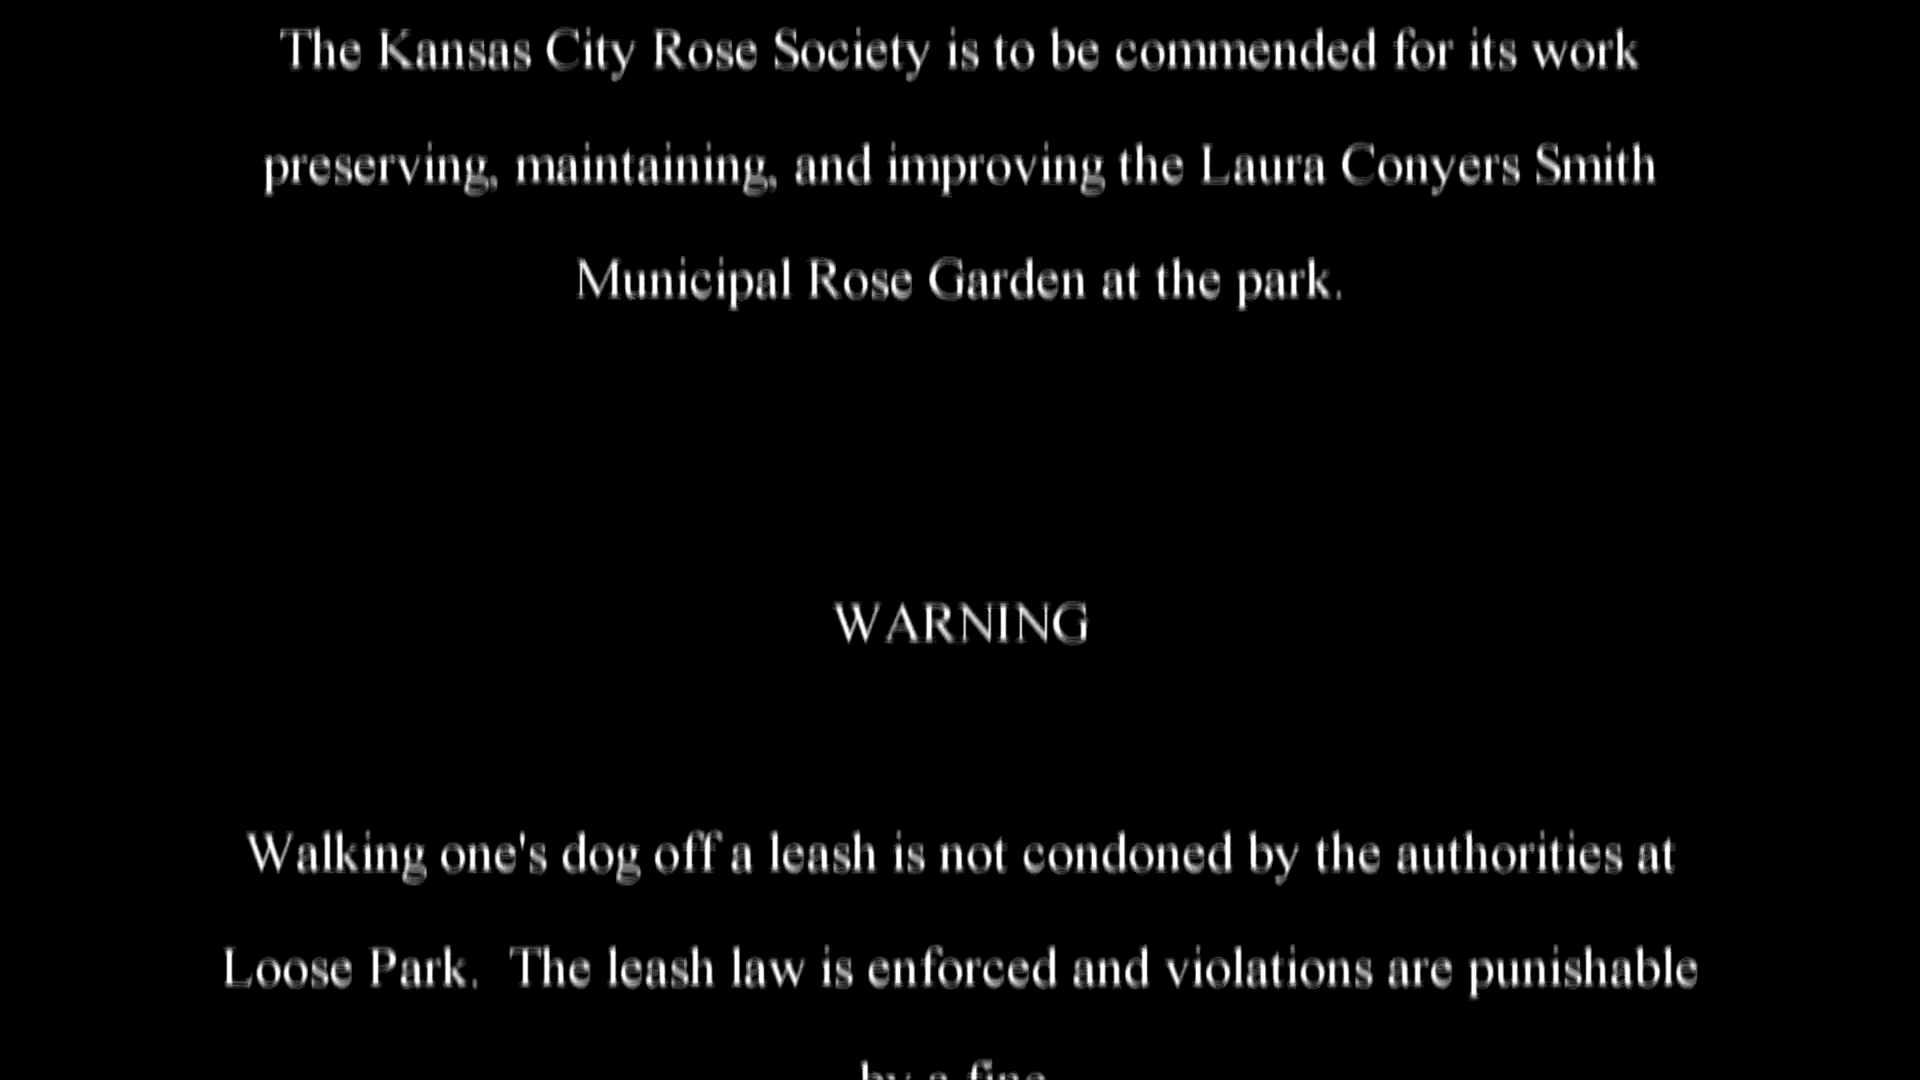 The Kansas City Rose Society is to be commended for its work
preserving, maintaining, and improving the Laura Conyers Smith
Municipal Rose Garden at the park.
WARNING
Walking one's dog off a leash is not condoned by the authorities at
Loose Park.  The leash law is enforced and violations are punishable
by a fine